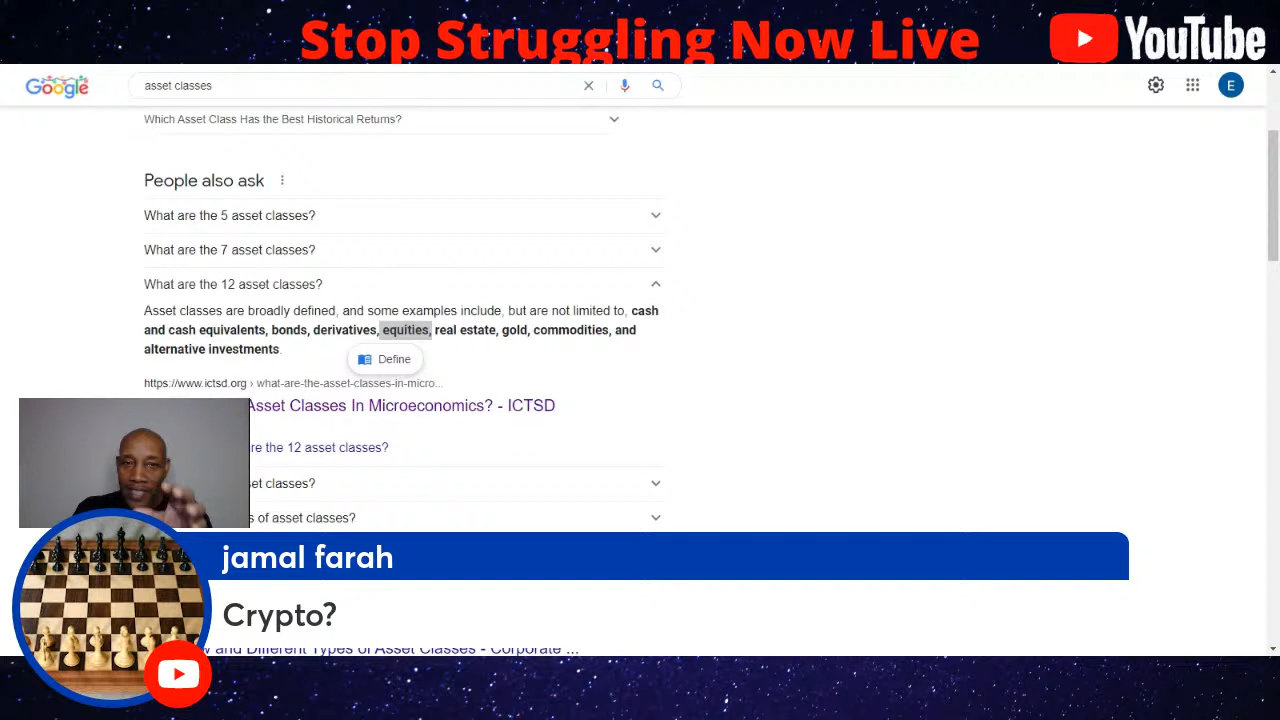 Stop Struggling Now Live
YouTube
Google
asset classes
E
Which Asset Class Has the Best Historical Returns?
People also ask
What are the 5 asset classes?
What are the 7 asset classes?
What are the 12 asset classes?
Asset classes are broadly defined, and some examples include, but are not limited to, cash
and cash equivalents, bonds, derivatives, equities, real estate, gold, commodities, and
alternative investments.
Define
https://www.ictsd.org › what-are-the-asset-classes-in-micro...
Asset Classes In Microeconomics? - ICTSD
re the 12 asset classes?
set classes?
s of asset classes?
jamal farah
Crypto?
and Different Types of Asset Classes - Corporate ...